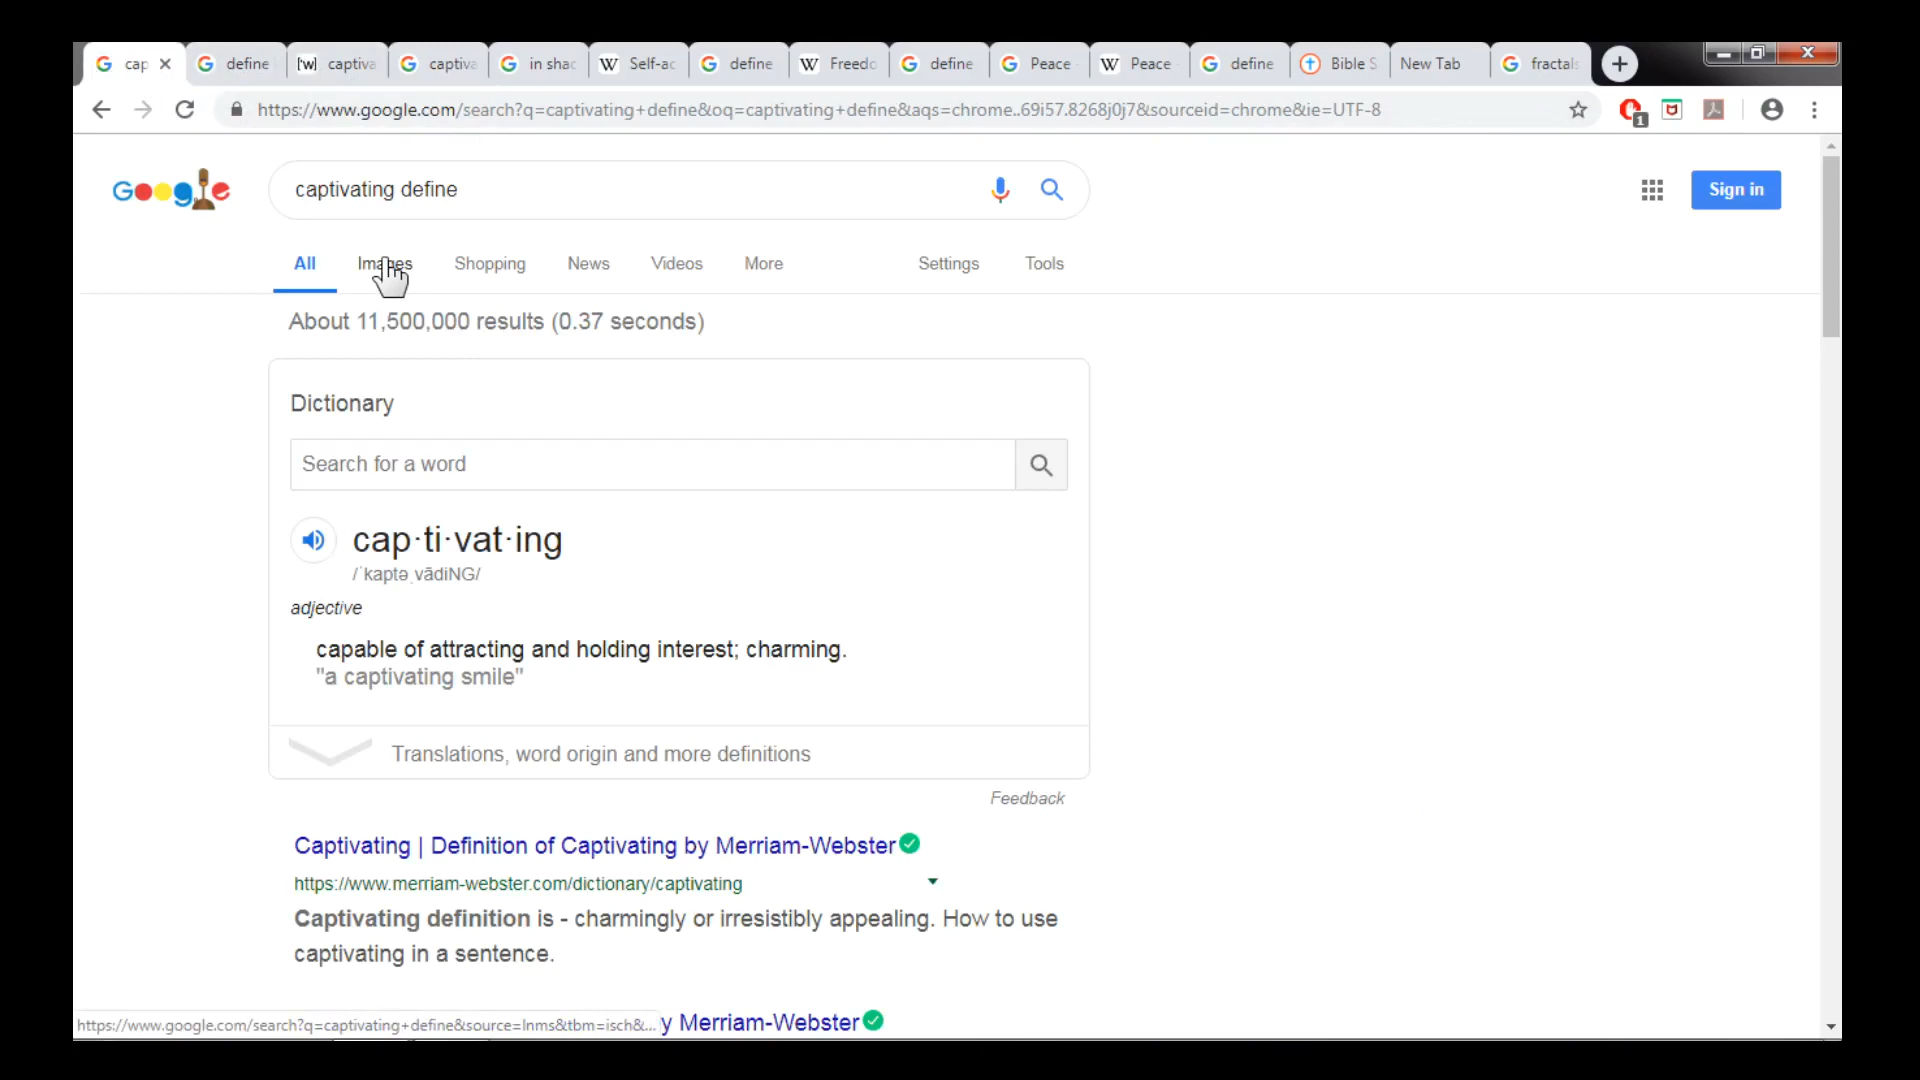 cap
define
captiva
captiva
in shac
Self-ac
define
Freedo
define
Peace
Peace
define
Bible S
New Tab
fractals
https://www.google.com/search?q=captivating+define&oq=captivating+define&aqs=chrome..69i57.8268j0j7&sourceid=chrome&ie=UTF-8
1
Google
captivating define
Sign in
All
Images
Shopping
News
Videos
More
Settings
Tools
About 11,500,000 results (0.37 seconds)
Dictionary
Search for a word
cap·ti·vat·ing
/ˈkaptəˌvādiNG/
adjective
capable of attracting and holding interest; charming.
"a captivating smile"
Translations, word origin and more definitions
Feedback
Captivating | Definition of Captivating by Merriam-Webster
https://www.merriam-webster.com/dictionary/captivating
Captivating definition is - charmingly or irresistibly appealing. How to use
captivating in a sentence.
https://www.google.com/search?q=captivating+define&source=lnms&tbm=isch&...
y Merriam-Webster